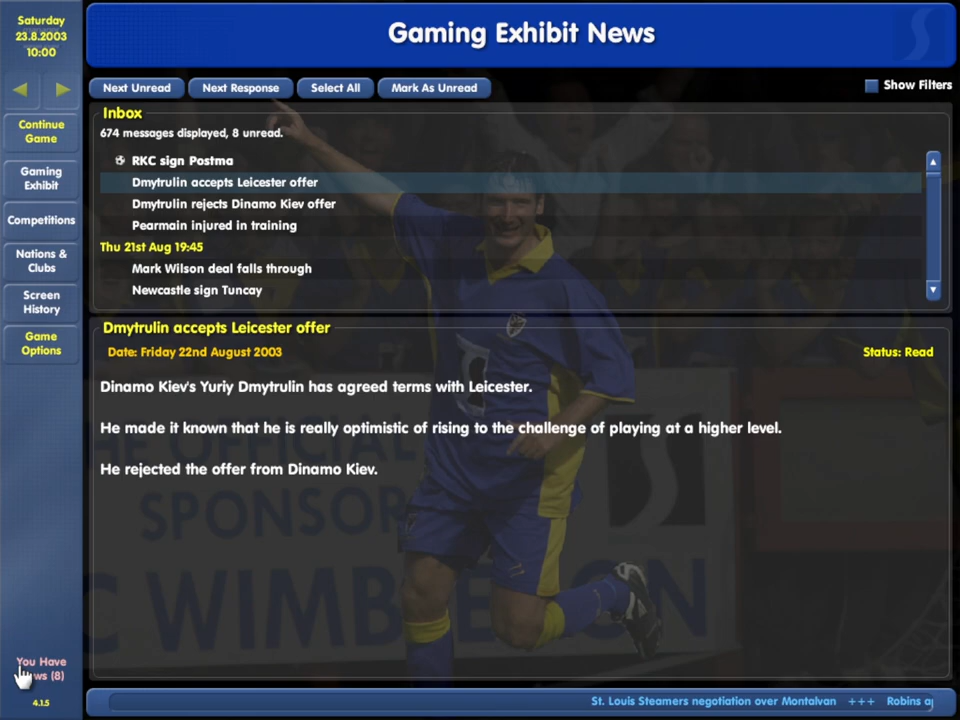 Saturday
23.8.2003
10:00
Continue
Game
Gaming
Exhibit
Competitions
Nations &
Clubs
Screen
History
Game
Options
You Have
(8)
4.1.5
Gaming Exhibit News
Next Unread
Next Response
Select All
Mark As Unread
Show Filters
Inbox
674 messages displayed, 8 unread.
RKC sign Postma
Dmytrulin accepts Leicester offer
Dmytrulin rejects Dinamo Kiev offer
Pearmain injured in training
Thu 21st Aug 19:45
Mark Wilson deal falls through
Newcastle sign Tuncay
Dmytrulin accepts Leicester offer
Date: Friday 22nd August 2003
Status: Read
Dinamo Kiev's Yuriy Dmytrulin has agreed terms with Leicester.
He made it known that he is really optimistic of rising to the challenge of playing at a higher level.
He rejected the offer from Dinamo Kiev.
OFFICIAL
SPONSOR
WIMB
St. Louis Steamers negotiation over Montalvan +++ Robins